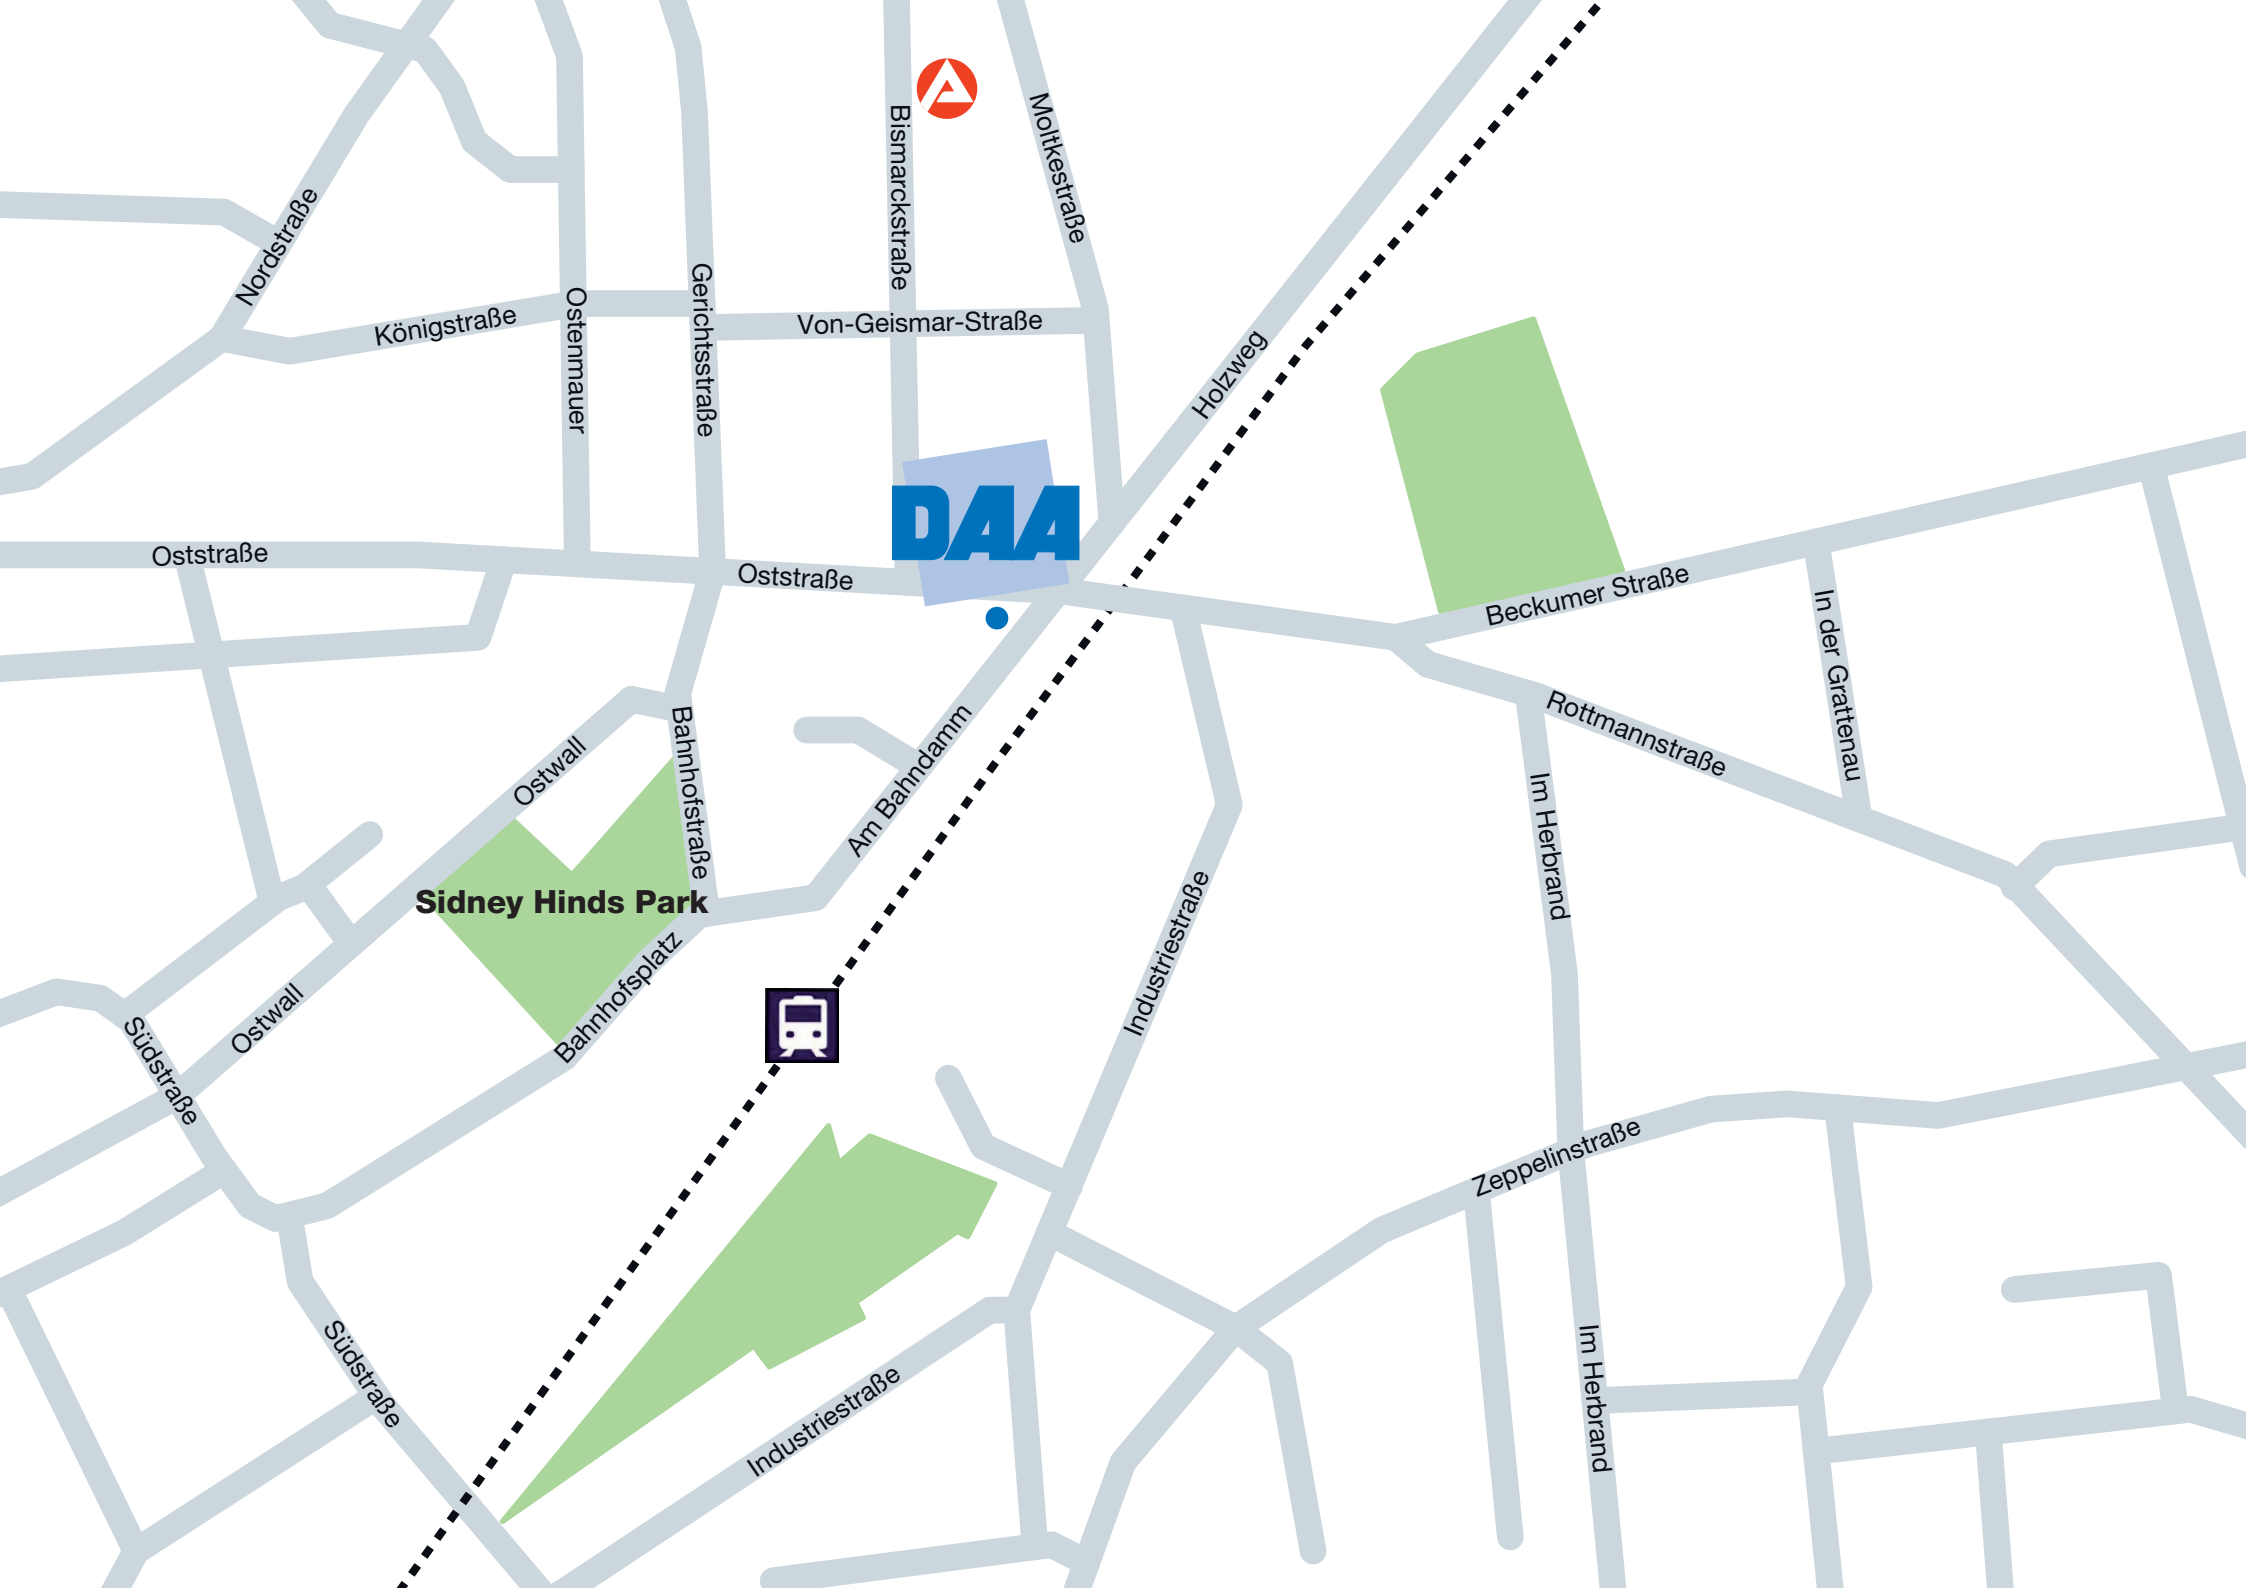 Bismarckstraße
Moltkestraße
Nordstraße
Königstraße
Ostenmauer
Gerichtsstraße
Von-Geismar-Straße
Holzweg
DAA
Oststraße
Oststraße
Beckumer Straße
In der Grattenau
Rottmannstraße
Ostwall
Bahnhofstraße
Am Bahndamm
Im Herbrand
Sidney Hinds Park
Industriestraße
Bahnhofsplatz
Ostwall
Südstraße
Zeppelinstraße
Südstraße
Industriestraße
Im Herbrand